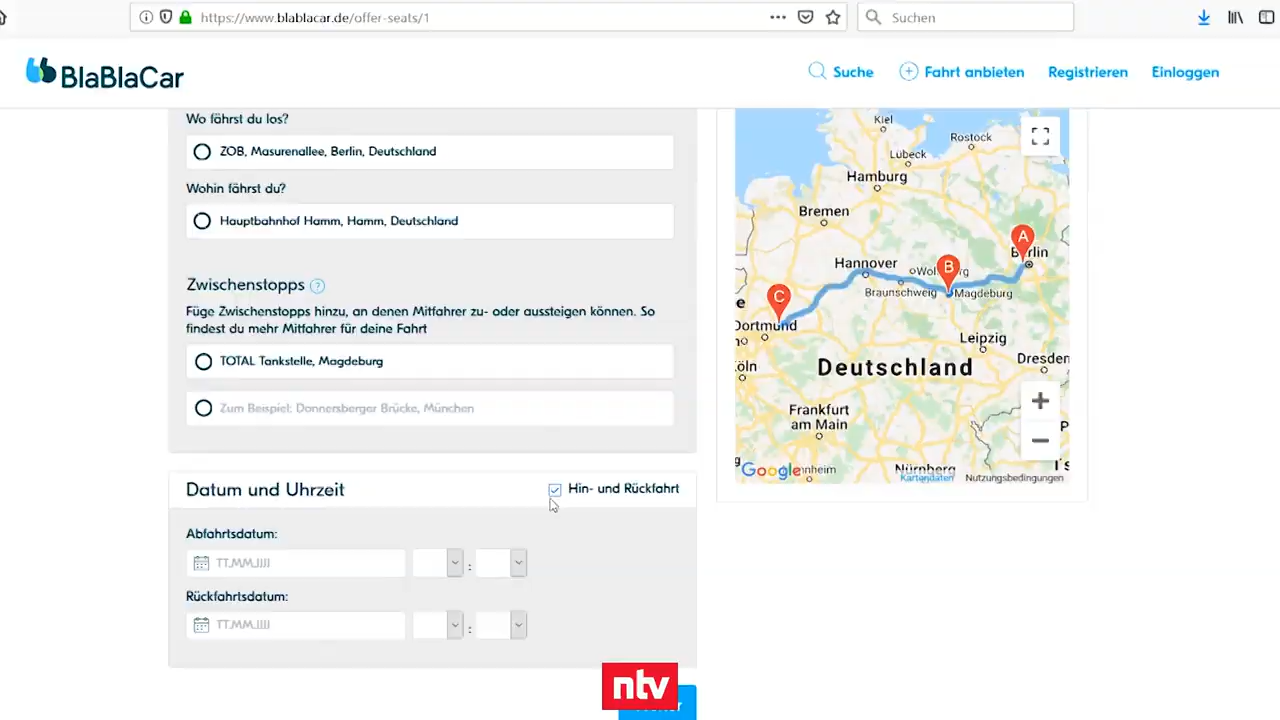 https://www.blablacar.de/offer-seats/1
Suchen
BlaBlaCar
Suche
Fahrt anbieten
Registrieren
Einloggen
Wo fährst du los?
ZOB, Masurenallee, Berlin, Deutschland
Wohin fährst du?
Hauptbahnhof Hamm, Hamm, Deutschland
Zwischenstopps ?
Füge Zwischenstopps hinzu, an denen Mitfahrer zu- oder aussteigen können. So
findest du mehr Mitfahrer für deine Fahrt
TOTAL Tankstelle, Magdeburg
Zum Beispiel: Donnersberger Brücke, München
Datum und Uhrzeit
Hin- und Rückfahrt
Abfahrtsdatum:
TT.MM.JJJJ
:
Rückfahrtsdatum:
TT.MM.JJJJ
:
Kiel
Rostock
Lübeck
Hamburg
Bremen
A
Berlin
Hannover
B
Braunschweig
Magdeburg
C
Dortmund
Leipzig
Deutschland
Dresden
Frankfurt
am Main
Google
Nürnberg
Kartendaten
Nutzungsbedingungen
ntv